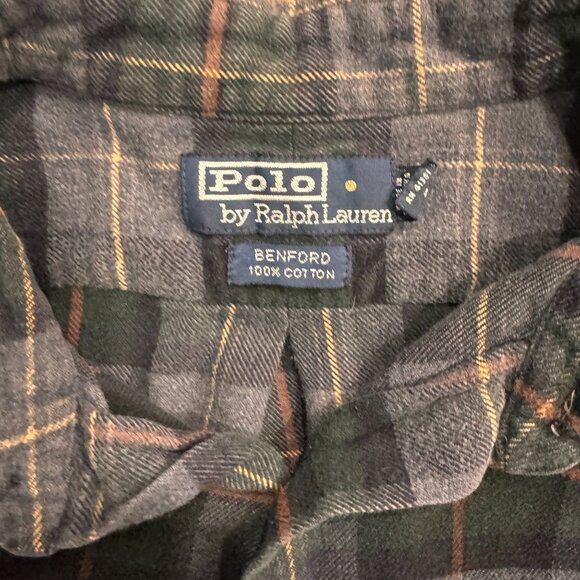 Polo
by Ralph Lauren
BENFORD
100% COTTON